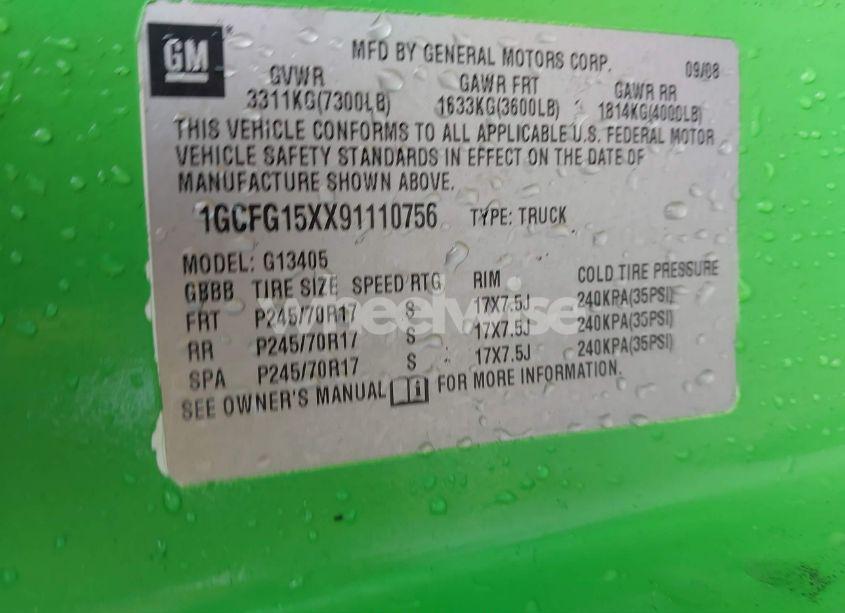 GM
MFD BY GENERAL MOTORS CORP. 09/08
GVWR GAWR FRT GAWR RR
3311KG(7300LB) 1633KG(3600LB) 1814KG(4000LB)
THIS VEHICLE CONFORMS TO ALL APPLICABLE U.S. FEDERAL MOTOR
VEHICLE SAFETY STANDARDS IN EFFECT ON THE DATE OF
MANUFACTURE SHOWN ABOVE.
1GCFG15XX91110756 TYPE: TRUCK
MODEL: G13405
GBBB TIRE SIZE SPEED RTG RIM COLD TIRE PRESSURE
FRT P245/70R17 S 17X7.5J 240KPA(35PSI)
RR P245/70R17 S 17X7.5J 240KPA(35PSI)
SPA P245/70R17 S 17X7.5J 240KPA(35PSI)
SEE OWNER'S MANUAL i FOR MORE INFORMATION.
wheelwise